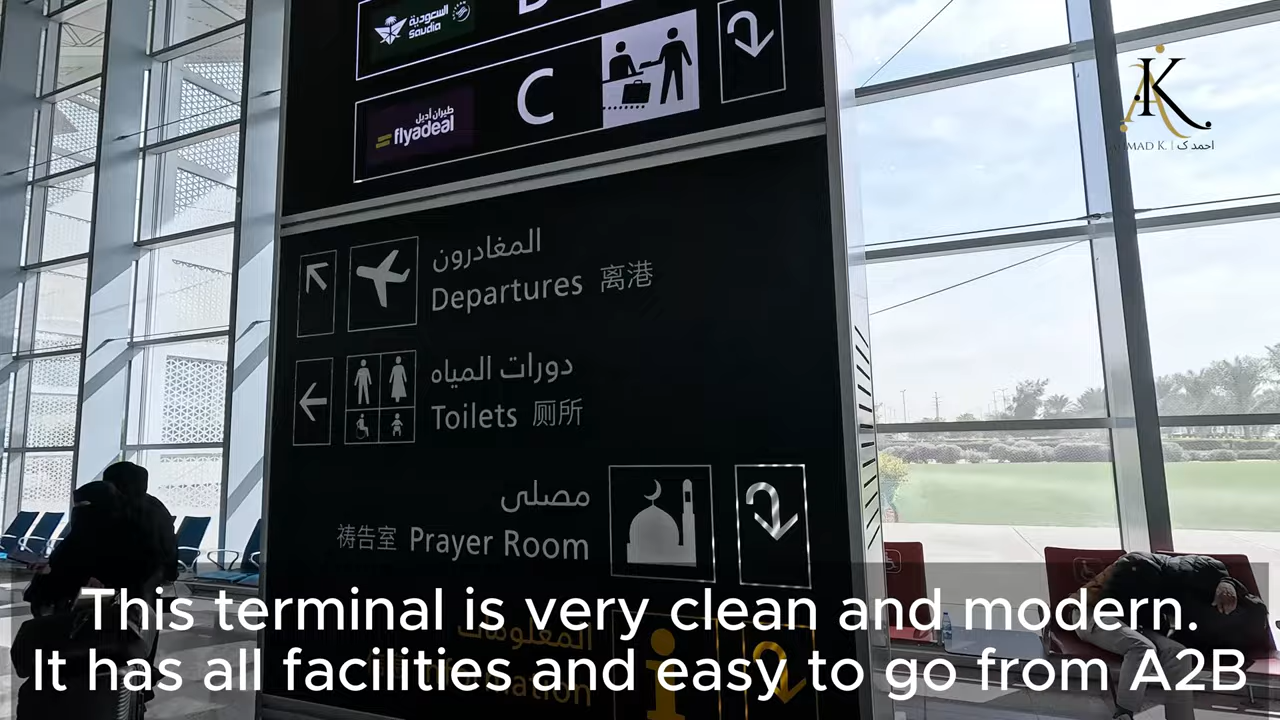 السعودية
Saudia
طيران أديل
flyadeal
C
المغادرون
Departures 离港
دورات المياه
Toilets 厕所
مصلى
祷告室 Prayer Room
المعلومات
K
احمد ک | AHMAD K.
This terminal is very clean and modern.
It has all facilities and easy to go from A2B